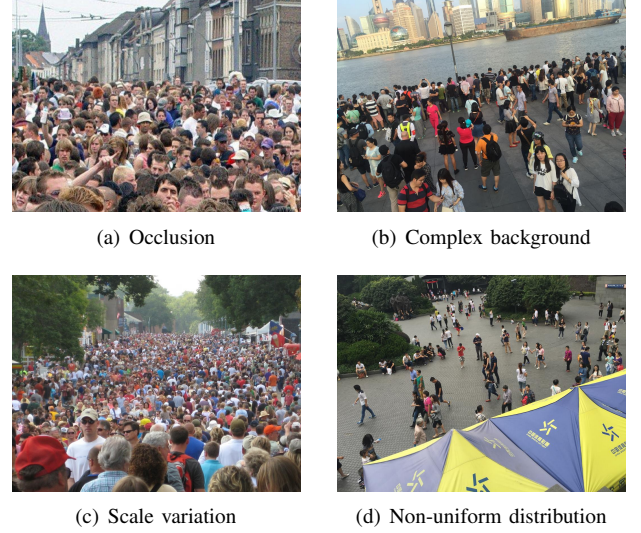 (a) Occlusion
(b) Complex background
(c) Scale variation
(d) Non-uniform distribution